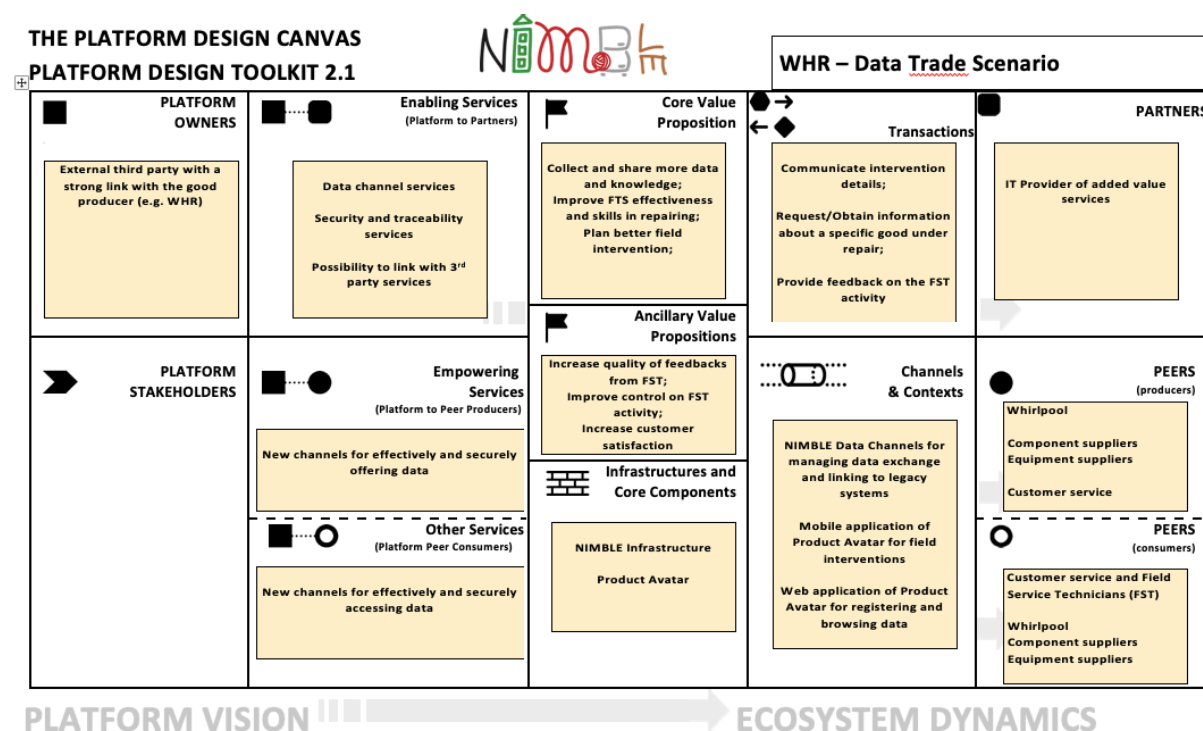 THE PLATFORM DESIGN CANVAS
PLATFORM DESIGN TOOLKIT 2.1
NIMBLE
WHR – Data Trade Scenario
PLATFORM
OWNERS
External third party with a
strong link with the good
producer (e.g. WHR)
Enabling Services
(Platform to Partners)
Data channel services
Security and traceability
services
Possibility to link with 3rd
party services
Core Value
Proposition
Collect and share more data
and knowledge;
Improve FTS effectiveness
and skills in repairing;
Plan better field
intervention;
Transactions
Communicate intervention
details;
Request/Obtain information
about a specific good under
repair;
Provide feedback on the FST
activity
PARTNERS
IT Provider of added value
services
PLATFORM
STAKEHOLDERS
Empowering
Services
(Platform to Peer Producers)
New channels for effectively and securely
offering data
Other Services
(Platform Peer Consumers)
New channels for effectively and securely
accessing data
Ancillary Value
Propositions
Increase quality of feedbacks
from FST;
Improve control on FST
activity;
Increase customer
satisfaction
Infrastructures and
Core Components
NIMBLE Infrastructure
Product Avatar
Channels
& Contexts
NIMBLE Data Channels for
managing data exchange
and linking to legacy
systems
Mobile application of
Product Avatar for field
interventions
Web application of Product
Avatar for registering and
browsing data
PEERS
(producers)
Whirlpool
Component suppliers
Equipment suppliers
Customer service
PEERS
(consumers)
Customer service and Field
Service Technicians (FST)
Whirlpool
Component suppliers
Equipment suppliers
PLATFORM VISION
ECOSYSTEM DYNAMICS